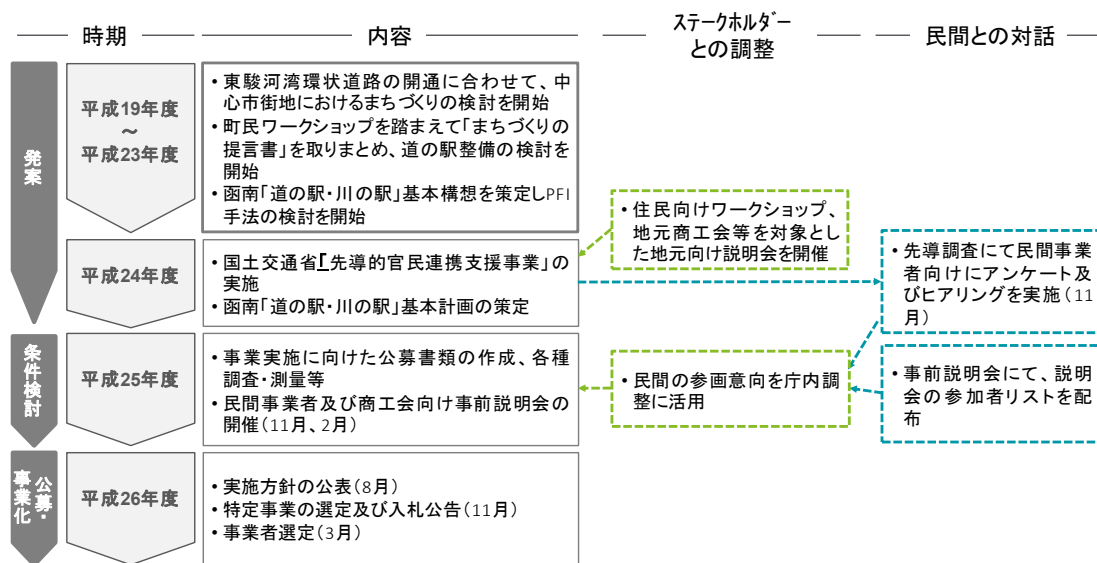 時期
内容
ステークホルダー
との調整
民間との対話
発案
平成19年度
～
平成23年度
• 東駿河湾環状道路の開通に合わせて、中
心市街地におけるまちづくりの検討を開始
• 町民ワークショップを踏まえて「まちづくりの
提言書」を取りまとめ、道の駅整備の検討を
開始
• 函南「道の駅・川の駅」基本構想を策定しPFI
手法の検討を開始
• 住民向けワークショップ、
地元商工会等を対象とし
た地元向け説明会を開催
平成24年度
• 国土交通省「先導的官民連携支援事業」の
実施
• 函南「道の駅・川の駅」基本計画の策定
• 先導調査にて民間事業
者向けにアンケート及
びヒアリングを実施（11
月）
条件検討
平成25年度
• 事業実施に向けた公募書類の作成、各種
調査・測量等
• 民間事業者及び商工会向け事前説明会の
開催（11月、2月）
• 民間の参画意向を庁内調
整に活用
• 事前説明会にて、説明
会の参加者リストを配
布
公募・
事業化
平成26年度
• 実施方針の公表（8月）
• 特定事業の選定及び入札公告（11月）
• 事業者選定（3月）